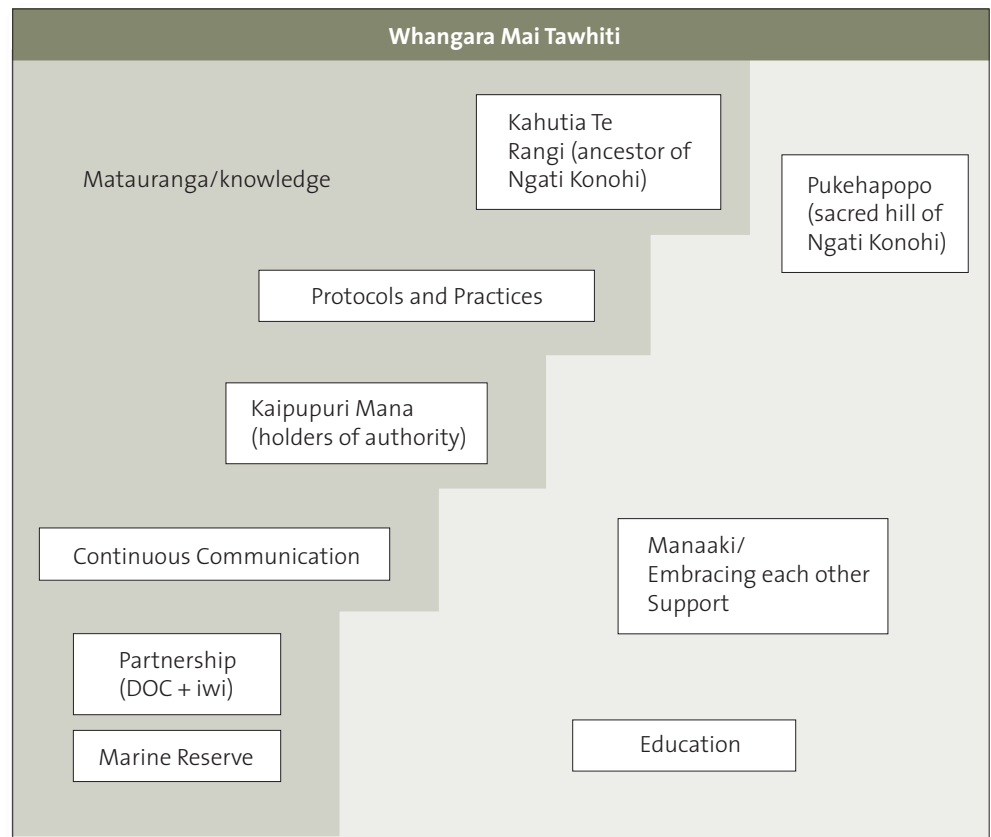 Whangara Mai Tawhiti
Kahutia Te
Rangi (ancestor of
Ngati Konohi)
Matauranga/knowledge
Pukehapopo
(sacred hill of
Ngati Konohi)
Protocols and Practices
Kaipupuri Mana
(holders of authority)
Continuous Communication
Manaaki/
Embracing each other
Support
Partnership
(DOC + iwi)
Marine Reserve
Education